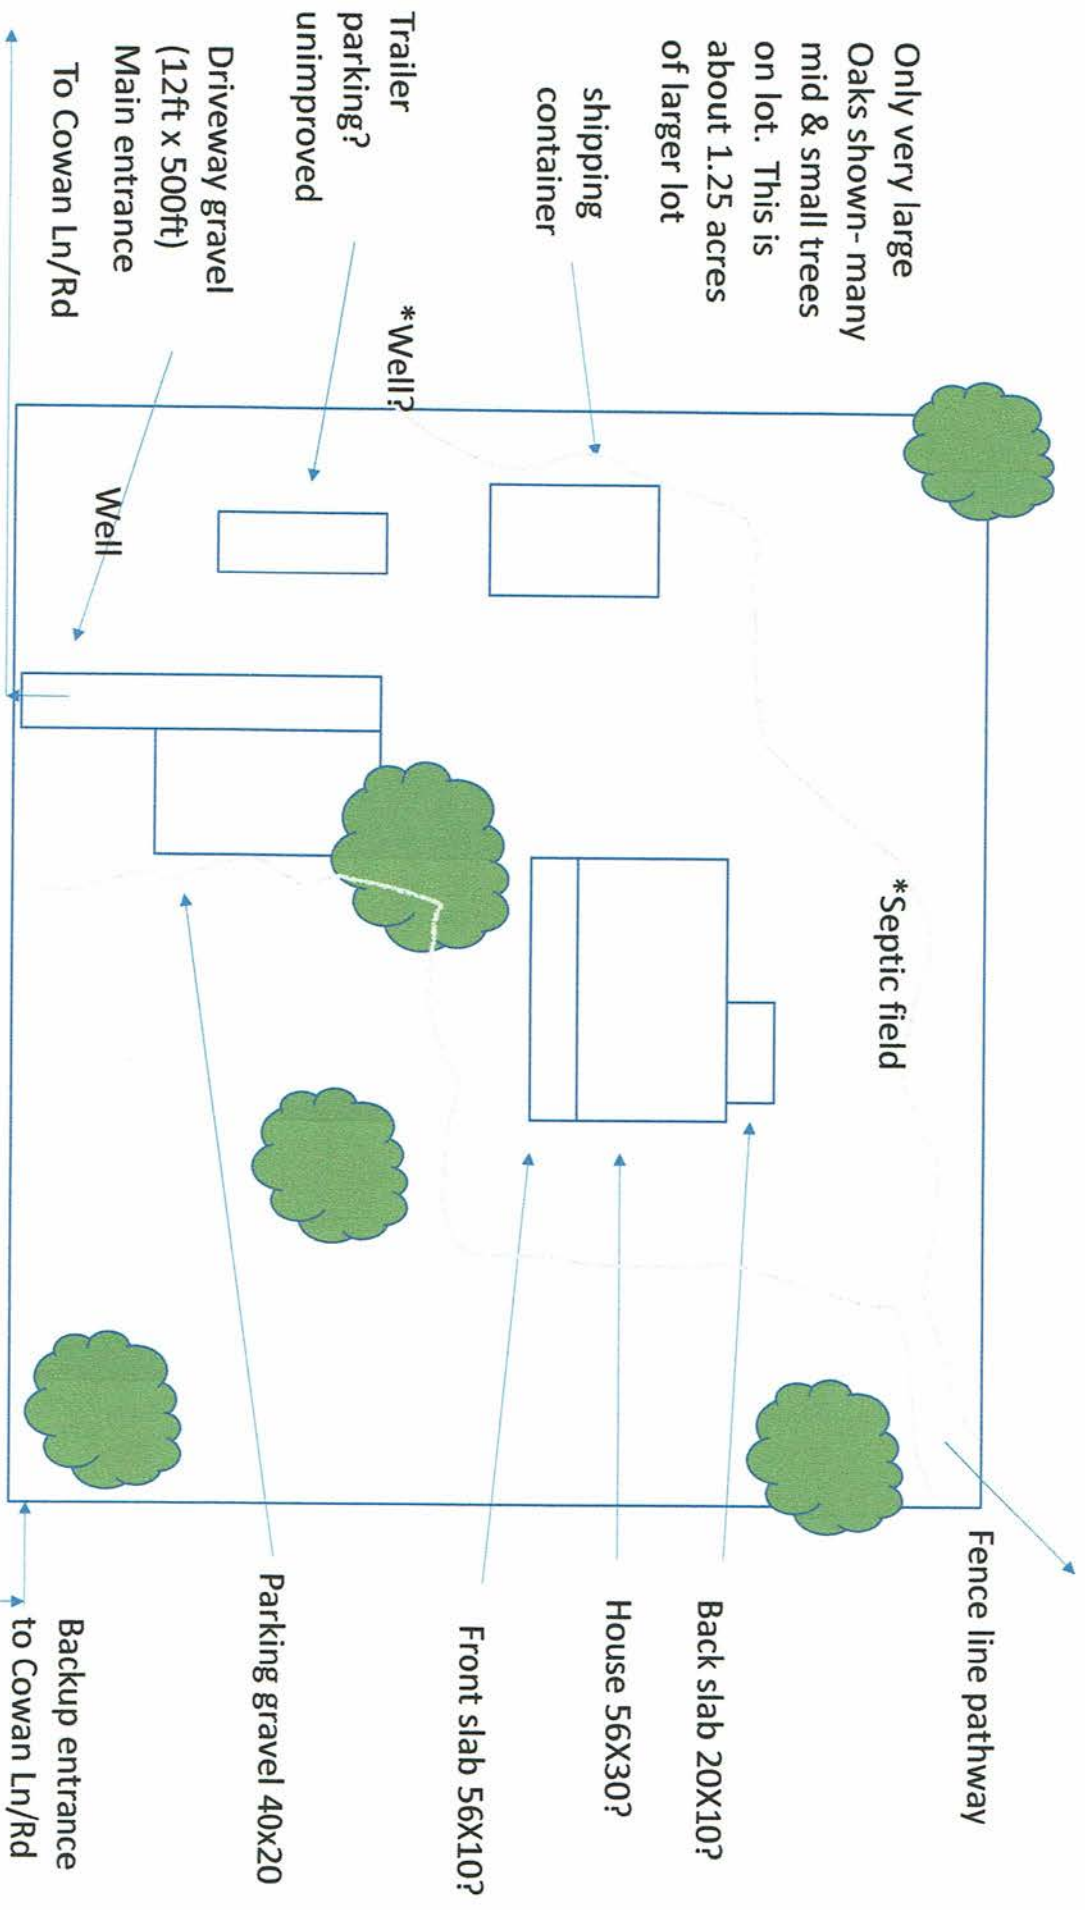 Only very large
Oaks shown- many
mid & small trees
on lot. This is
about 1.25 acres
of larger lot
shipping
container
Trailer
parking?
unimproved
*Well?
Driveway gravel
(12ft x 500ft)
Main entrance
To Cowan Ln/Rd
Well
*Septic field
Fence line pathway
Back slab 20X10?
House 56X30?
Front slab 56X10?
Parking gravel 40x20
Backup entrance
to Cowan Ln/Rd